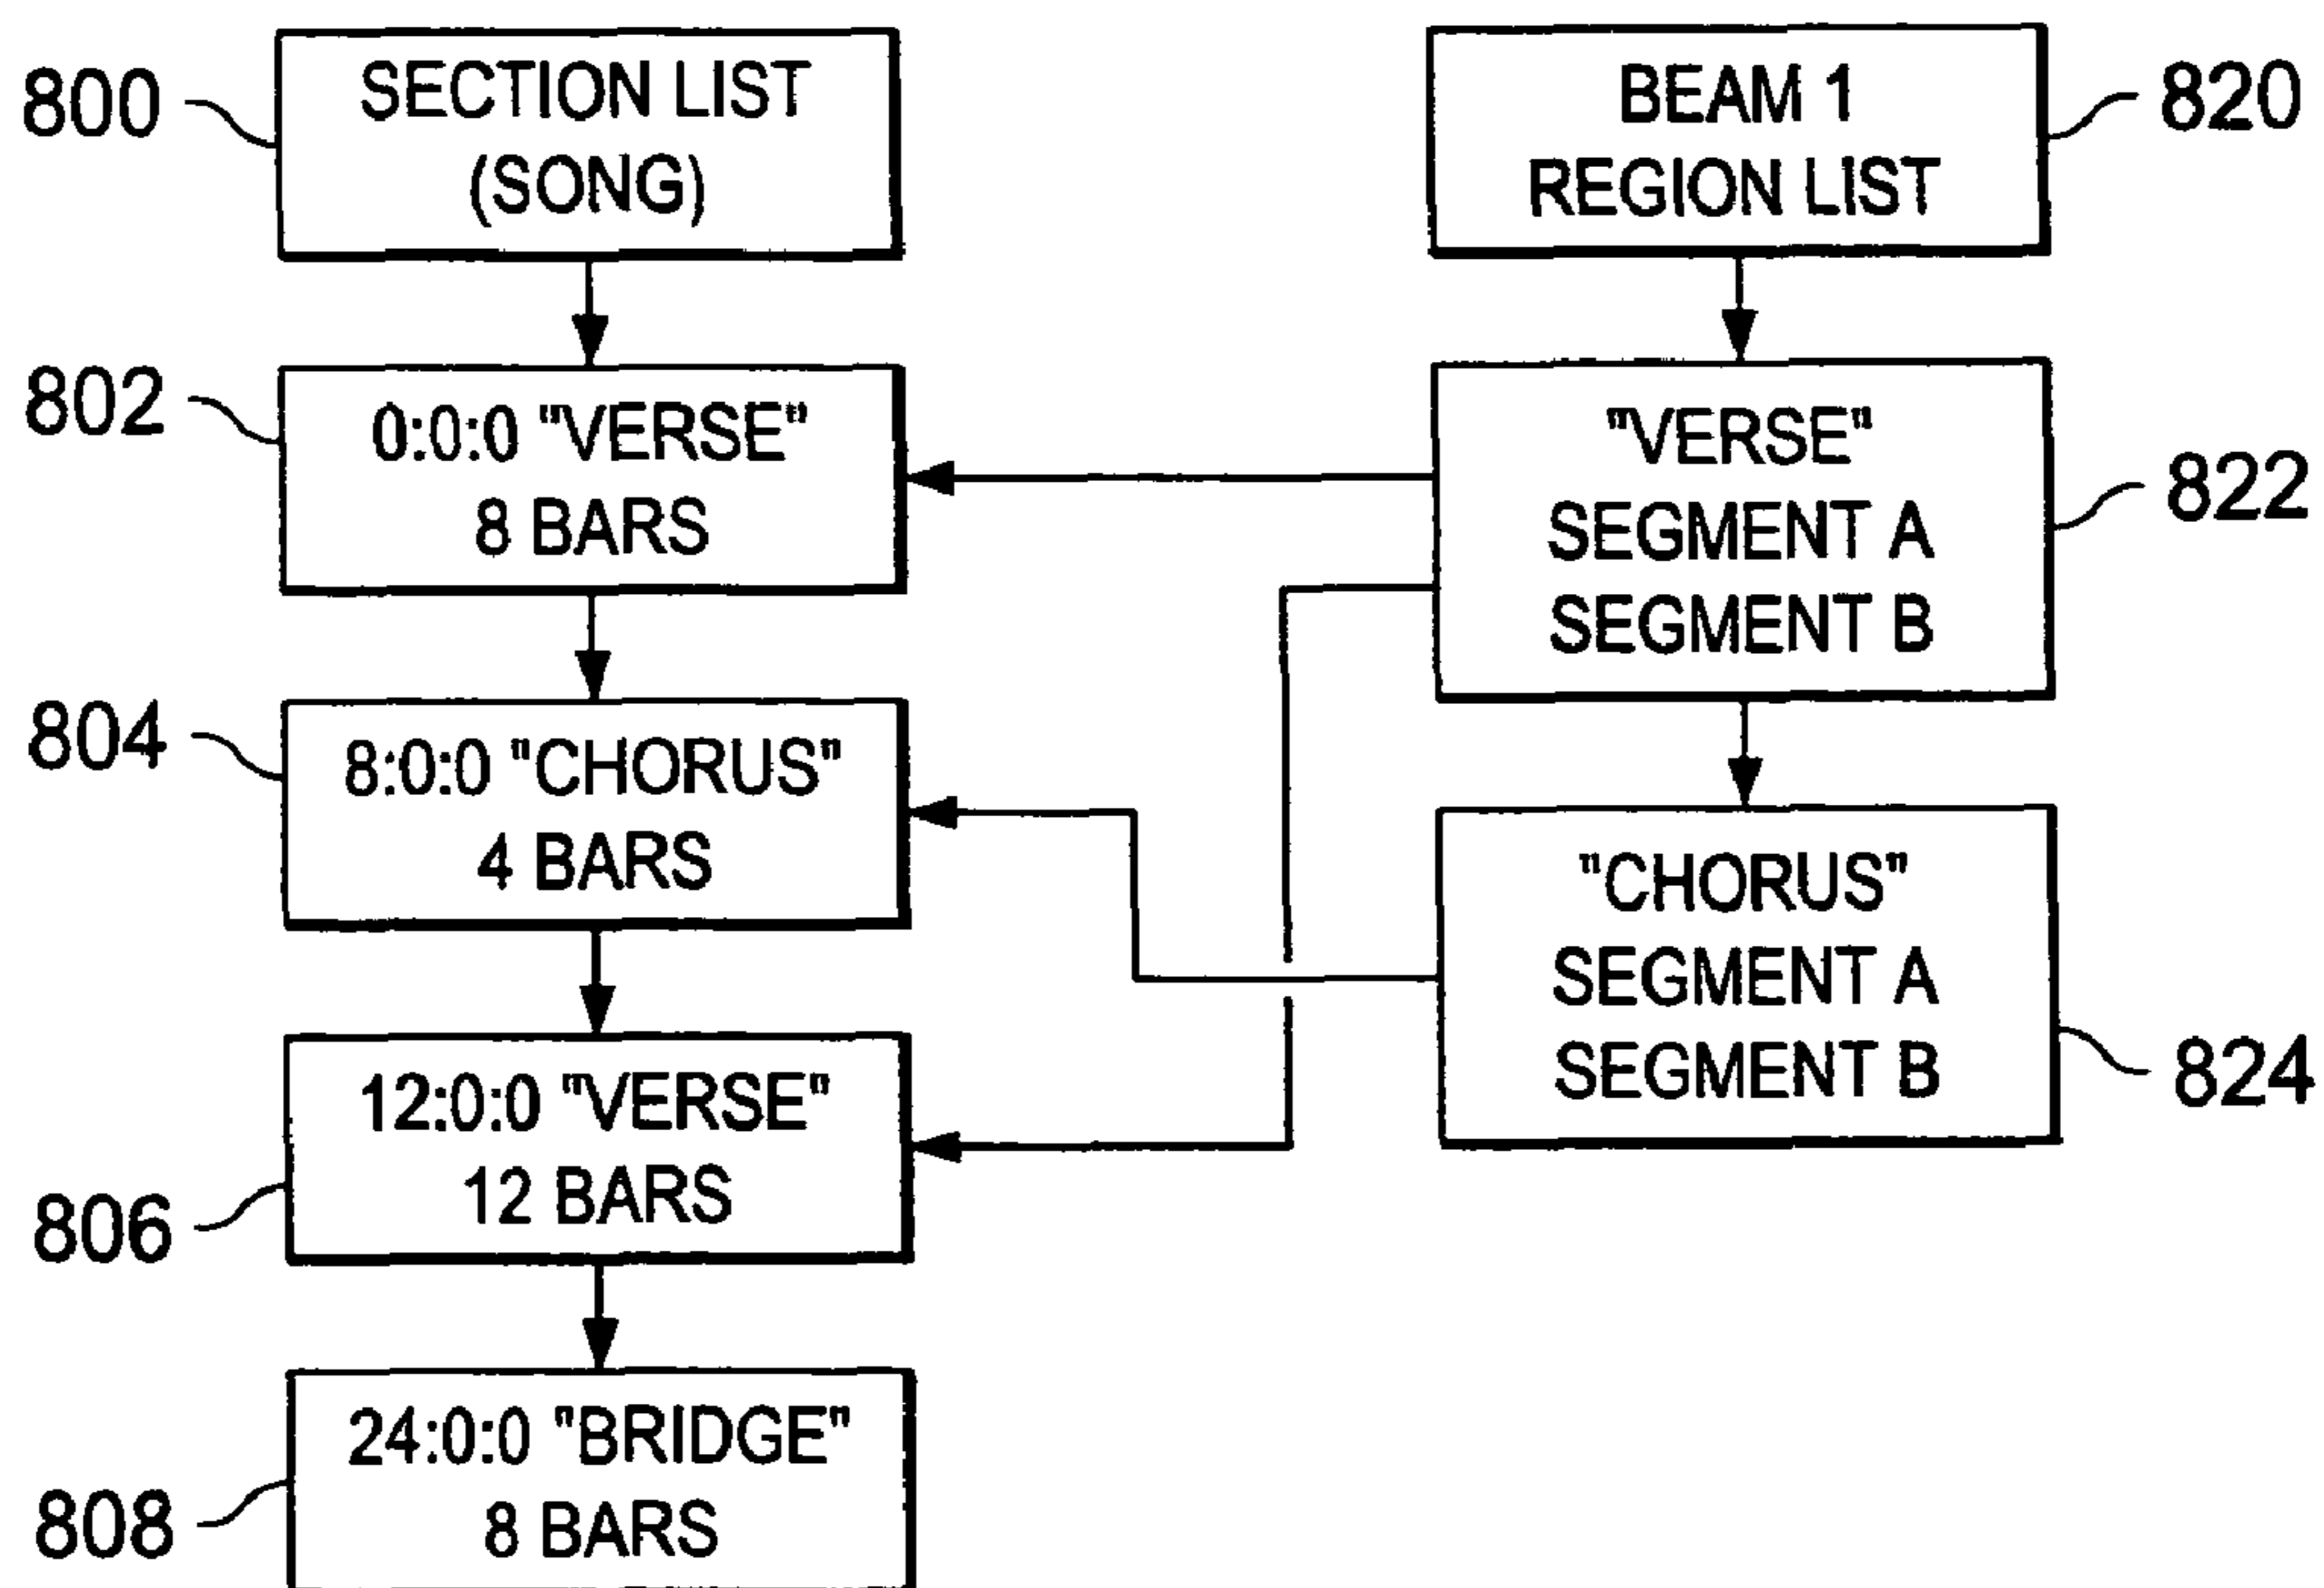 800
SECTION LIST
(SONG)
BEAM 1
REGION LIST
820
802
0:0:0 "VERSE"
8 BARS
"VERSE"
SEGMENT A
SEGMENT B
822
804
8:0:0 "CHORUS"
4 BARS
"CHORUS"
SEGMENT A
SEGMENT B
824
12:0:0 "VERSE"
12 BARS
806
24:0:0 "BRIDGE"
8 BARS
808